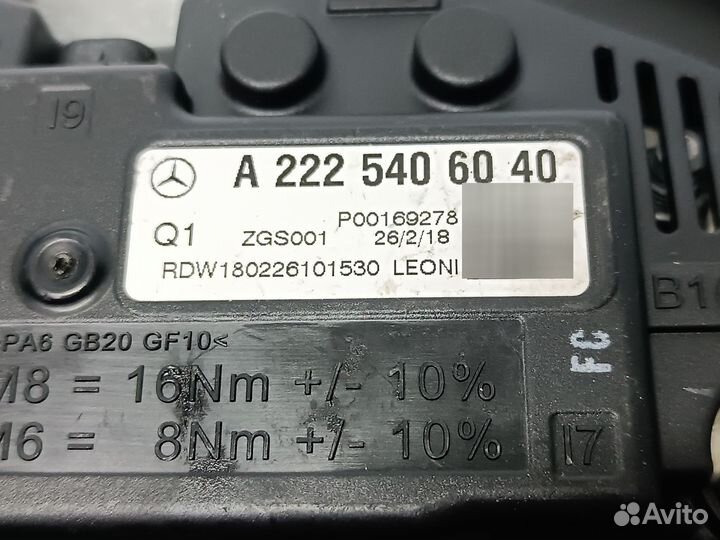 I9
A 222 540 60 40
P00169278
Q1 ZGS001 26/2/18
RDW180226101530 LEONI
PA6 GB20 GF10<
M8 = 16Nm +/- 10%
M6 = 8Nm +/- 10%
FC
I7
Avito